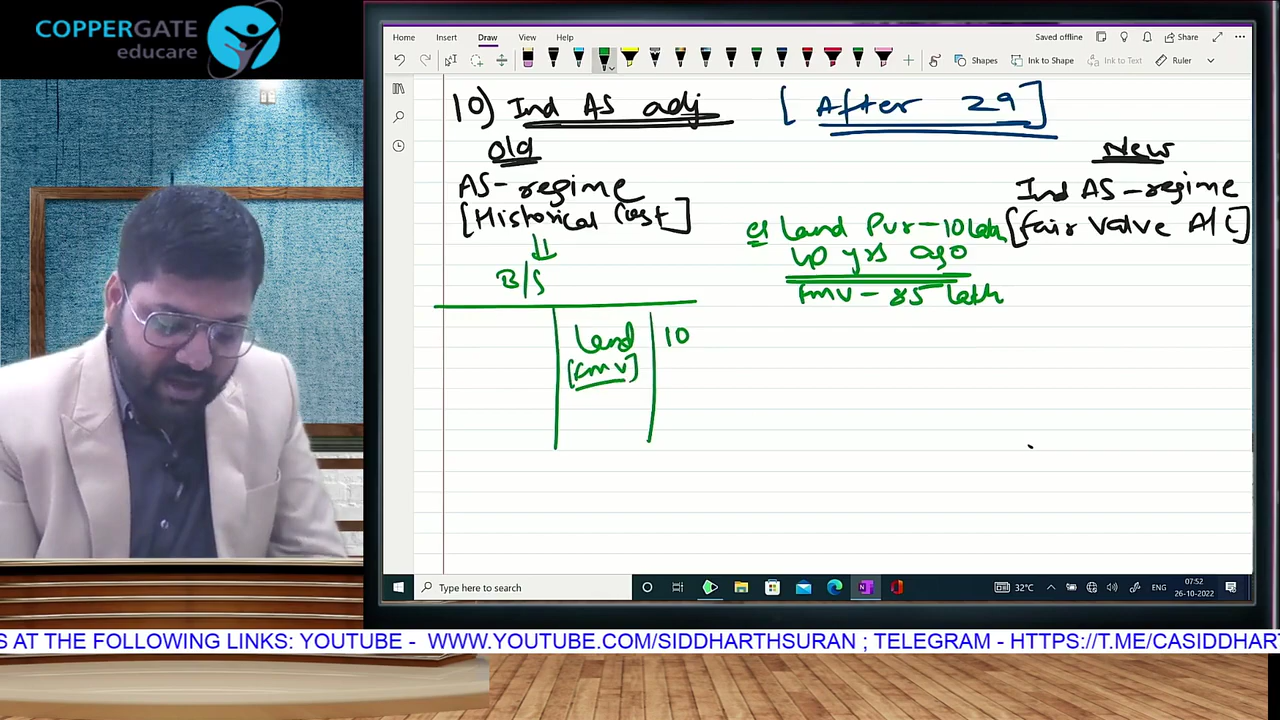 COPPERGATE
educare
Home Insert Draw View Help
Saved offline
Share
Shapes
Ink to Shape
Ink to Text
Ink to Math
Ruler
10) Ind AS adj [After 29]
Old
New
AS-regime
[Historical Cost]
Ind AS-regime
[Fair Value A/C]
eg Land Pur-10 lakh
yrs ago
FMV - 85 lakh
B/S
Land 10
[FMV]
Type here to search
32°C
ENG
07:52
26-10-2022
S AT THE FOLLOWING LINKS: YOUTUBE - WWW.YOUTUBE.COM/SIDDHARTHSURAN ; TELEGRAM - HTTPS://T.ME/CASIDDHAR